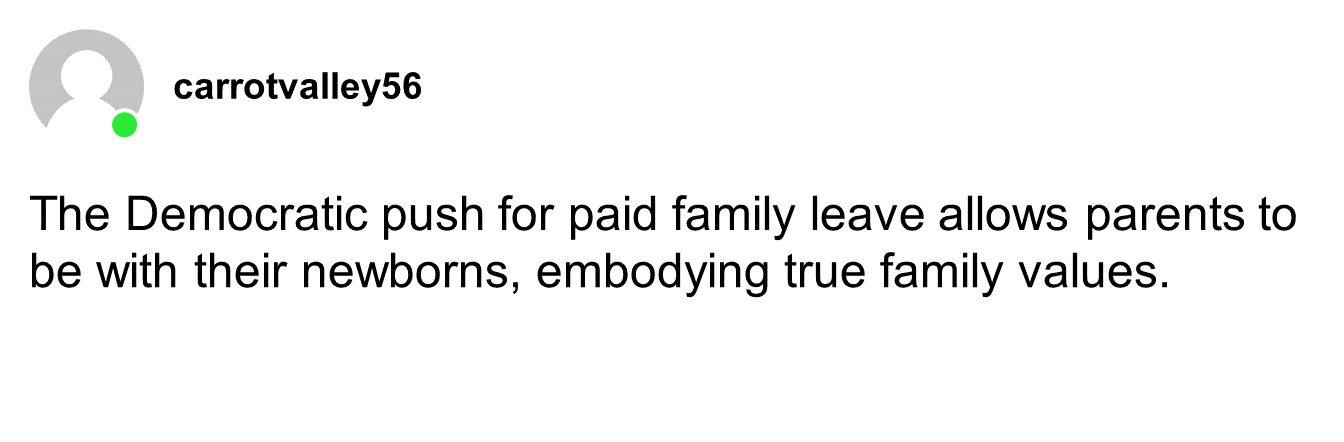 carrotvalley56
The Democratic push for paid family leave allows parents to
be with their newborns, embodying true family values.